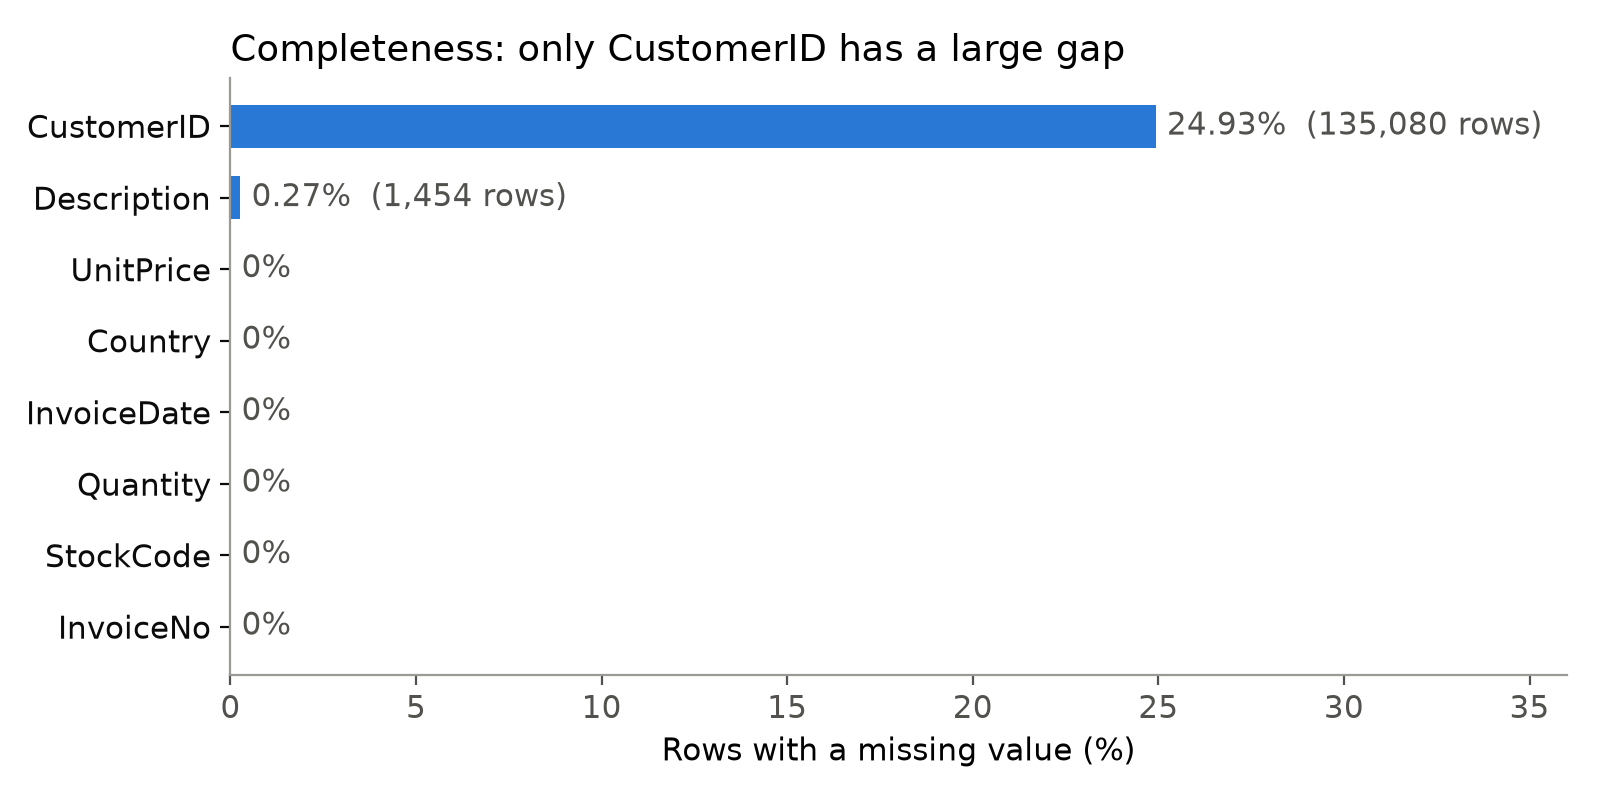 Completeness: only CustomerID has a large gap
CustomerID 24.93% (135,080 rows)
Description 0.27% (1,454 rows)
UnitPrice 0%
Country 0%
InvoiceDate 0%
Quantity 0%
StockCode 0%
InvoiceNo 0%
0 5 10 15 20 25 30 35
Rows with a missing value (%)